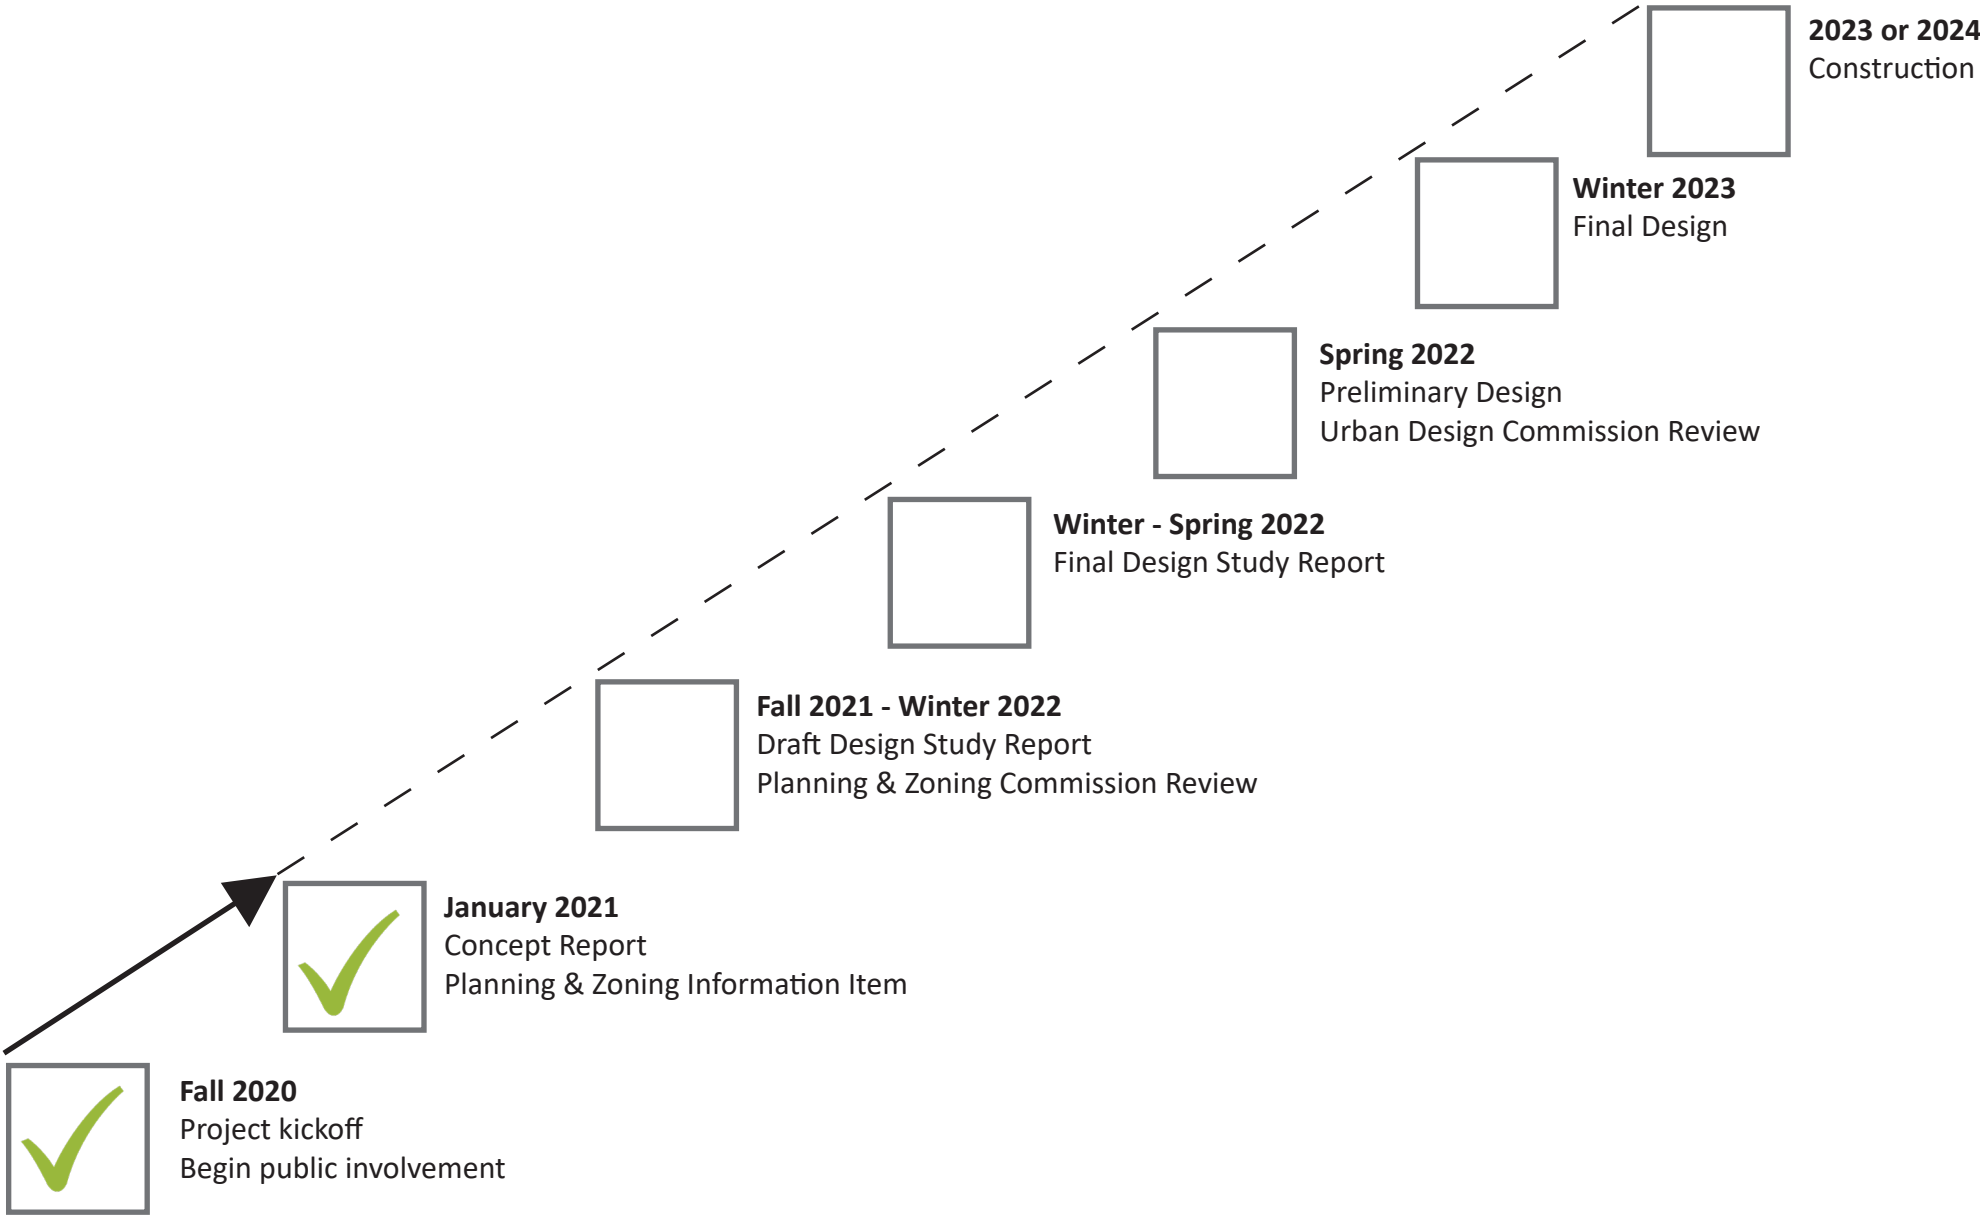 2023 or 2024
Construction
Winter 2023
Final Design
Spring 2022
Preliminary Design
Urban Design Commission Review
Winter - Spring 2022
Final Design Study Report
Fall 2021 - Winter 2022
Draft Design Study Report
Planning & Zoning Commission Review
January 2021
Concept Report
Planning & Zoning Information Item
Fall 2020
Project kickoff
Begin public involvement